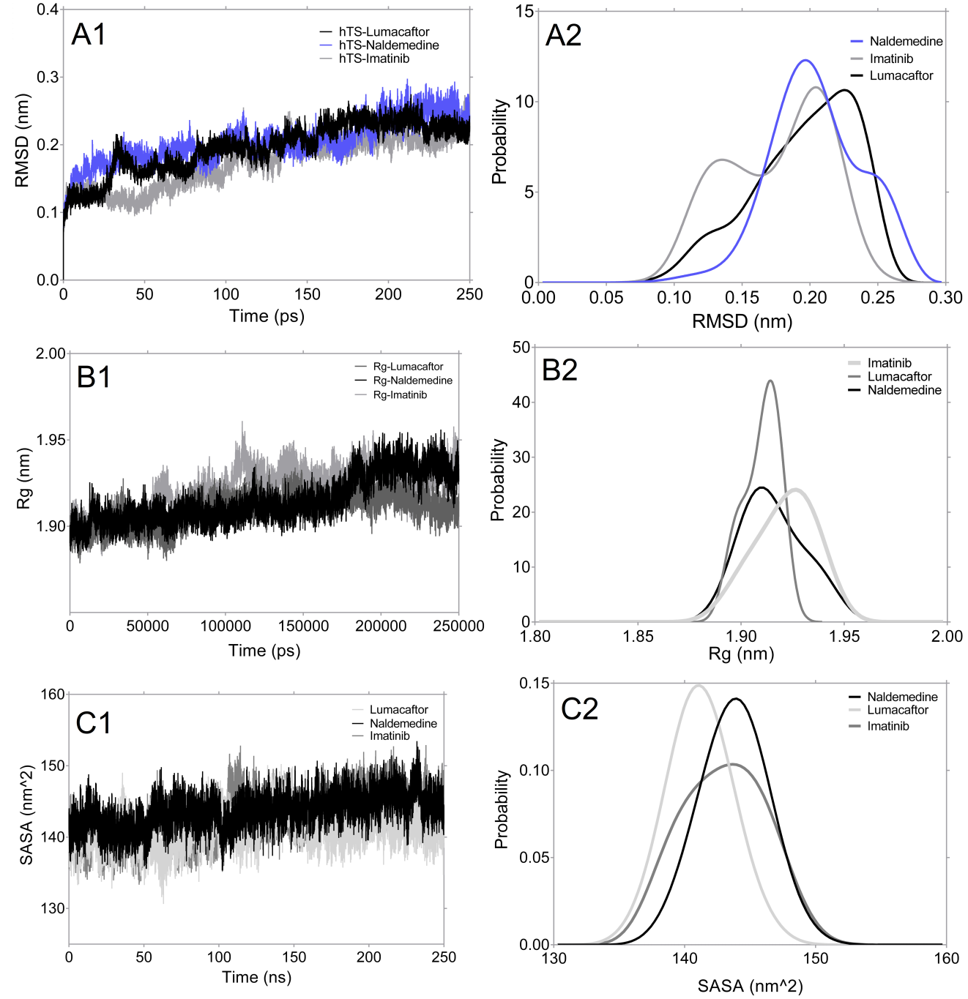 A1
hTS-Lumacaftor
hTS-Naldemedine
hTS-Imatinib
RMSD (nm)
0.4
0.3
0.2
0.1
0.0
0 50 100 150 200 250
Time (ps)
A2
Naldemedine
Imatinib
Lumacaftor
Probability
15
10
5
0
0.00 0.05 0.10 0.15 0.20 0.25 0.30
RMSD (nm)
B1
Rg-Lumacaftor
Rg-Naldemedine
Rg-Imatinib
Rg (nm)
2.00
1.95
1.90
0 50000 100000 150000 200000 250000
Time (ps)
B2
Imatinib
Lumacaftor
Naldemedine
Probability
50
40
30
20
10
0
1.80 1.85 1.90 1.95 2.00
Rg (nm)
C1
Lumacaftor
Naldemedine
Imatinib
SASA (nm^2)
160
150
140
130
0 50 100 150 200 250
Time (ns)
C2
Naldemedine
Lumacaftor
Imatinib
Probability
0.15
0.10
0.05
0.00
130 140 150 160
SASA (nm^2)